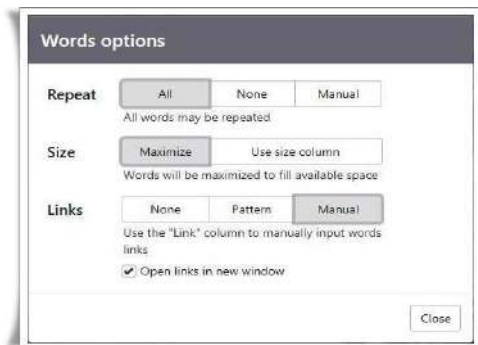 Words options
Repeat All None Manual
All words may be repeated
Size Maximize Use size column
Words will be maximized to fill available space
Links None Pattern Manual
Use the "Link" column to manually input words
links
Open links in new window
Close